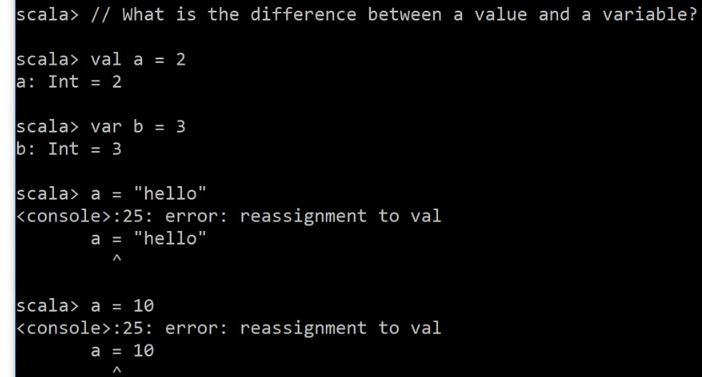 scala> // What is the difference between a value and a variable?
scala> val a = 2
a: Int = 2
scala> var b = 3
b: Int = 3
scala> a = "hello"
<console>:25: error: reassignment to val
       a = "hello"
         ^
scala> a = 10
<console>:25: error: reassignment to val
       a = 10
         ^